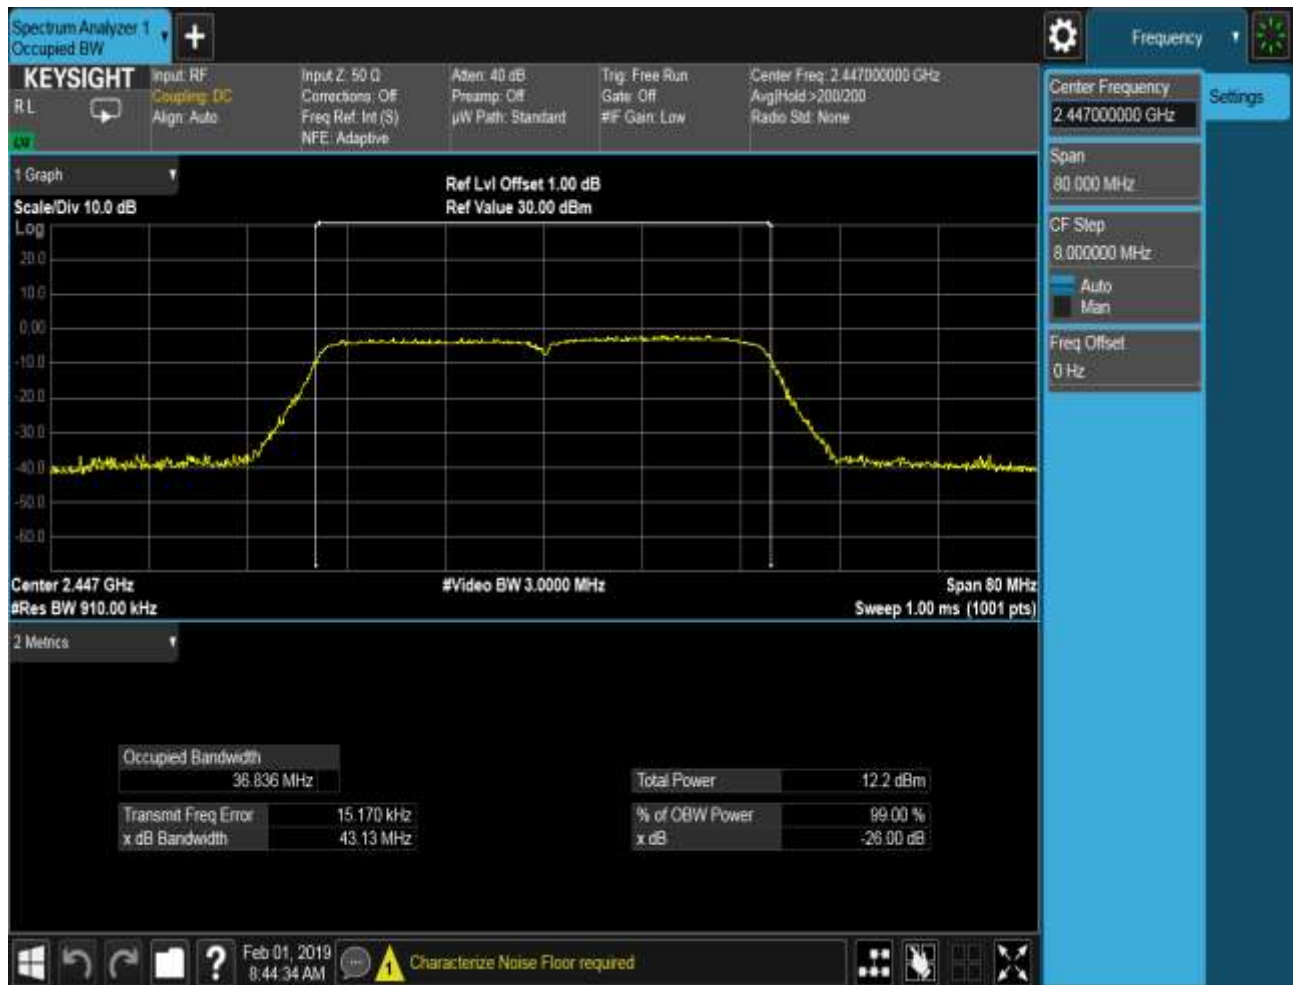 Spectrum Analyzer 1
Occupied BW
Frequency
KEYSIGHT
R L
Input: RF
Coupling: DC
Align: Auto
Input Z: 50 Ω
Corrections: Off
Freq Ref: Int (S)
NFE: Adaptive
Atten: 40 dB
Preamp: Off
µW Path: Standard
Trig: Free Run
Gate: Off
#IF Gain: Low
Center Freq: 2.447000000 GHz
Avg|Hold:>200/200
Radio Std: None
Center Frequency
2.447000000 GHz
Settings
Span
80.000 MHz
CF Step
8.000000 MHz
Auto
Man
Freq Offset
0 Hz
1 Graph
Scale/Div 10.0 dB
Ref Lvl Offset 1.00 dB
Ref Value 30.00 dBm
Log
20.0
10.0
0.00
-10.0
-20.0
-30.0
-40.0
-50.0
-60.0
Center 2.447 GHz
#Video BW 3.0000 MHz
Span 80 MHz
#Res BW 910.00 kHz
Sweep 1.00 ms (1001 pts)
2 Metrics
Occupied Bandwidth
36.836 MHz
Total Power 12.2 dBm
Transmit Freq Error 15.170 kHz
% of OBW Power 99.00 %
x dB Bandwidth 43.13 MHz
x dB -26.00 dB
?
Feb 01, 2019
8:44:34 AM
1
Characterize Noise Floor required